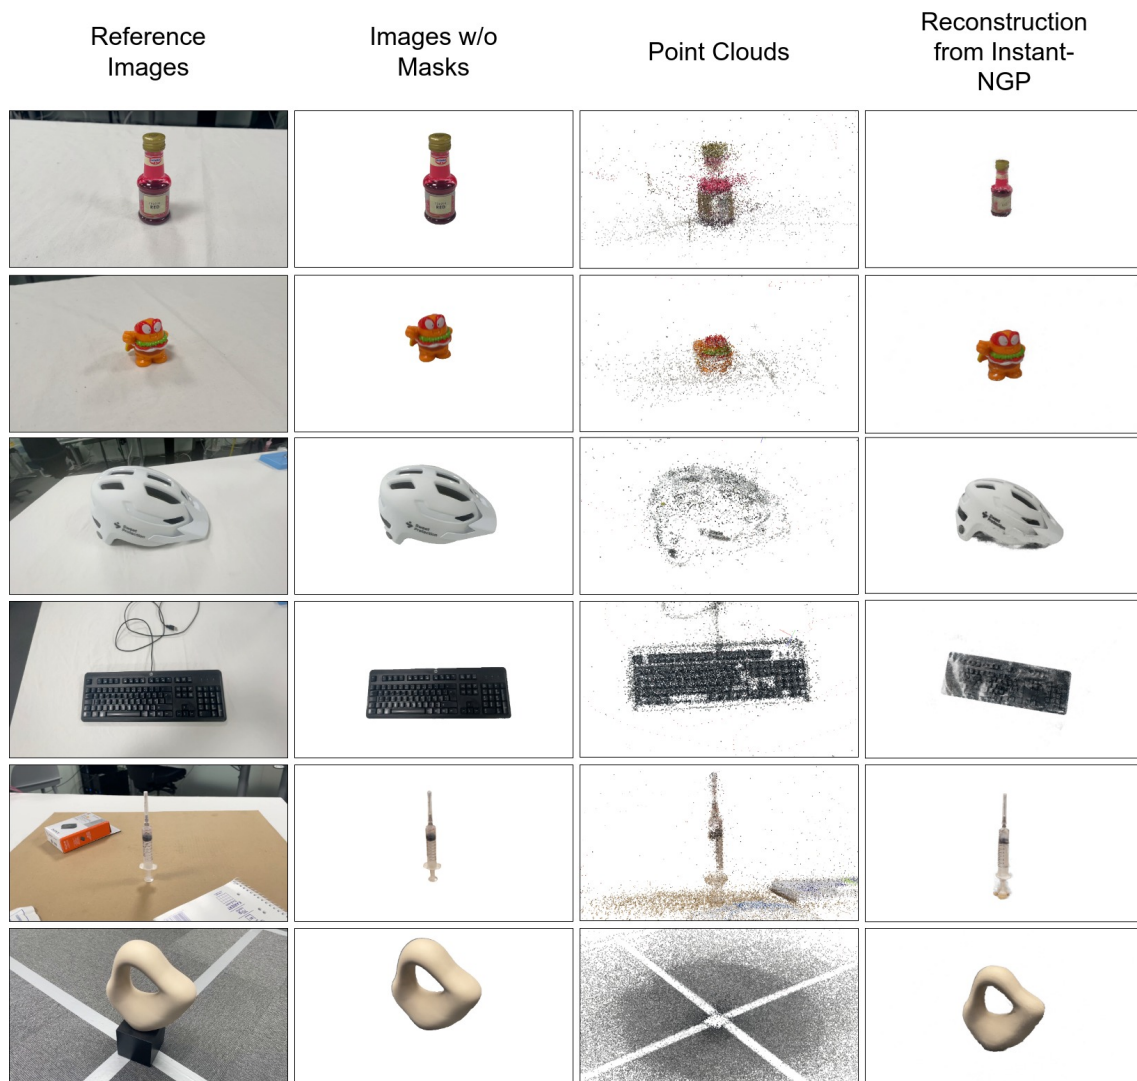 Reference
Images
Images w/o
Masks
Point Clouds
Reconstruction
from Instant-
NGP